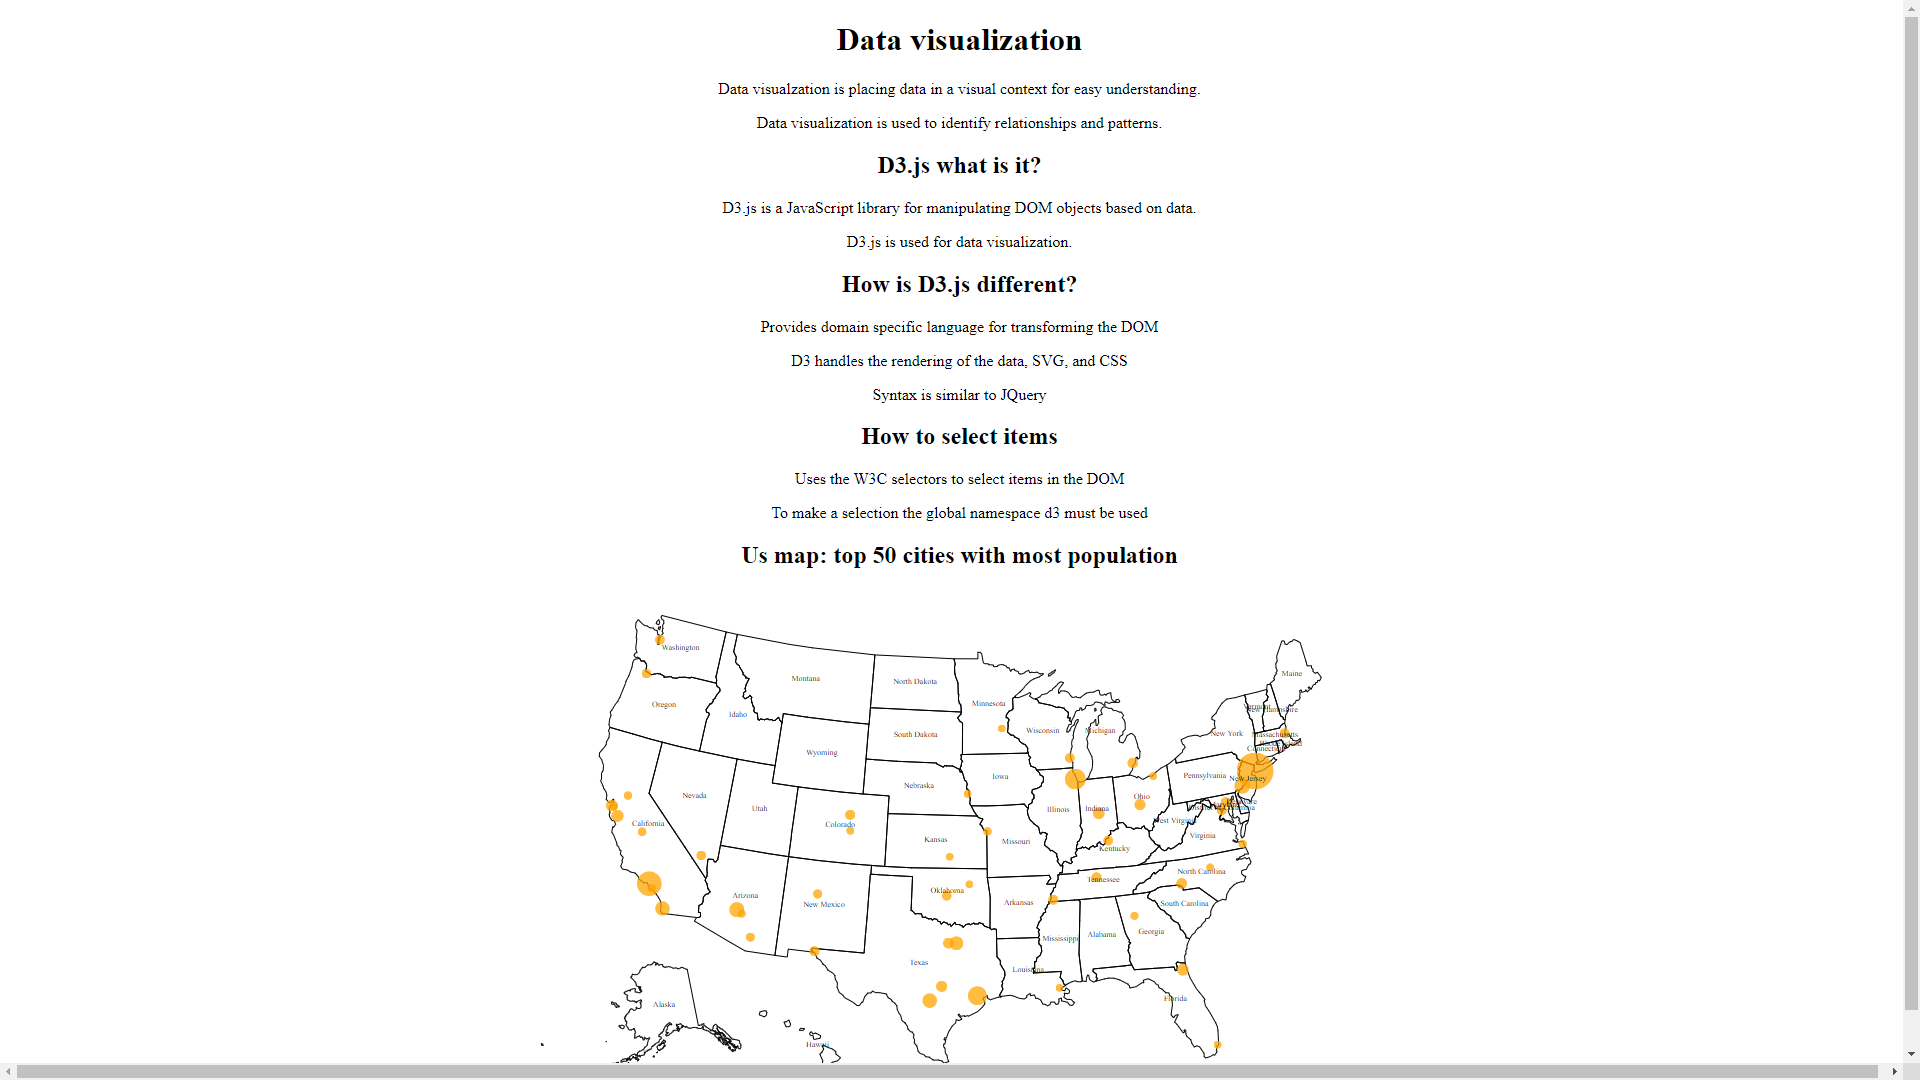 Data visualization
Data visualzation is placing data in a visual context for easy understanding.
Data visualization is used to identify relationships and patterns.
D3.js what is it?
D3.js is a JavaScript library for manipulating DOM objects based on data.
D3.js is used for data visualization.
How is D3.js different?
Provides domain specific language for transforming the DOM
D3 handles the rendering of the data, SVG, and CSS
Syntax is similar to JQuery
How to select items
Uses the W3C selectors to select items in the DOM
To make a selection the global namespace d3 must be used
Us map: top 50 cities with most population
Washington
Maine
Montana
North Dakota
Oregon
Minnesota
Vermont
New Hampshire
Idaho
Wisconsin
Michigan
New York
South Dakota
Massachusetts
Rhode Island
Connecticut
Wyoming
Iowa
Pennsylvania
New Jersey
Nebraska
Nevada
Ohio
Delaware
Utah
Illinois
Indiana
California
Colorado
West Virginia
Virginia
Kansas
Missouri
Kentucky
North Carolina
Tennessee
Oklahoma
Arizona
New Mexico
Arkansas
South Carolina
Georgia
Alabama
Mississippi
Texas
Louisiana
Florida
Alaska
Hawaii